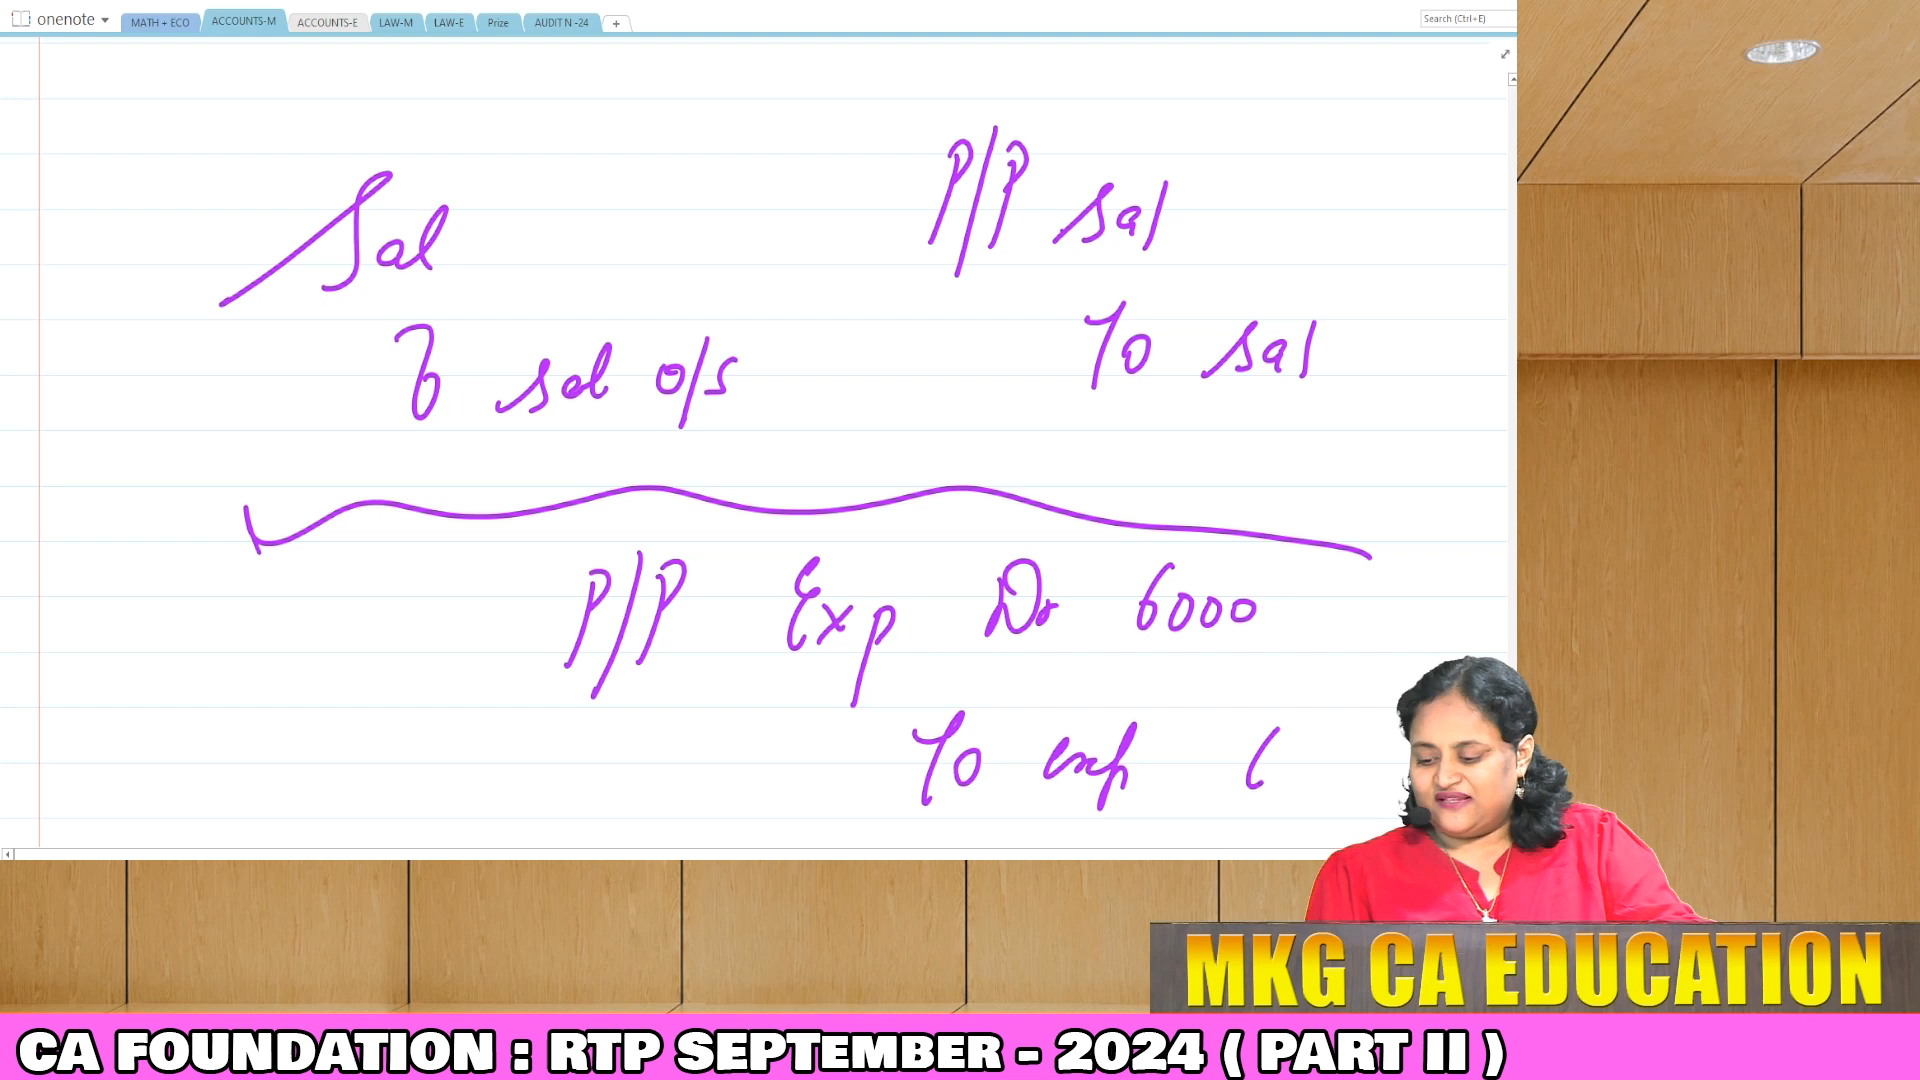 onenote MATH + ECO ACCOUNTS-M ACCOUNTS-E LAW-M LAW-E Prize AUDIT N -24 + Search (Ctrl+E)
P/P sal
Sal
To sal
To sal o/s
P/P Exp Dr 6000
To exp
MKG CA EDUCATION
CA FOUNDATION : RTP SEPTEMBER - 2024 ( PART II )